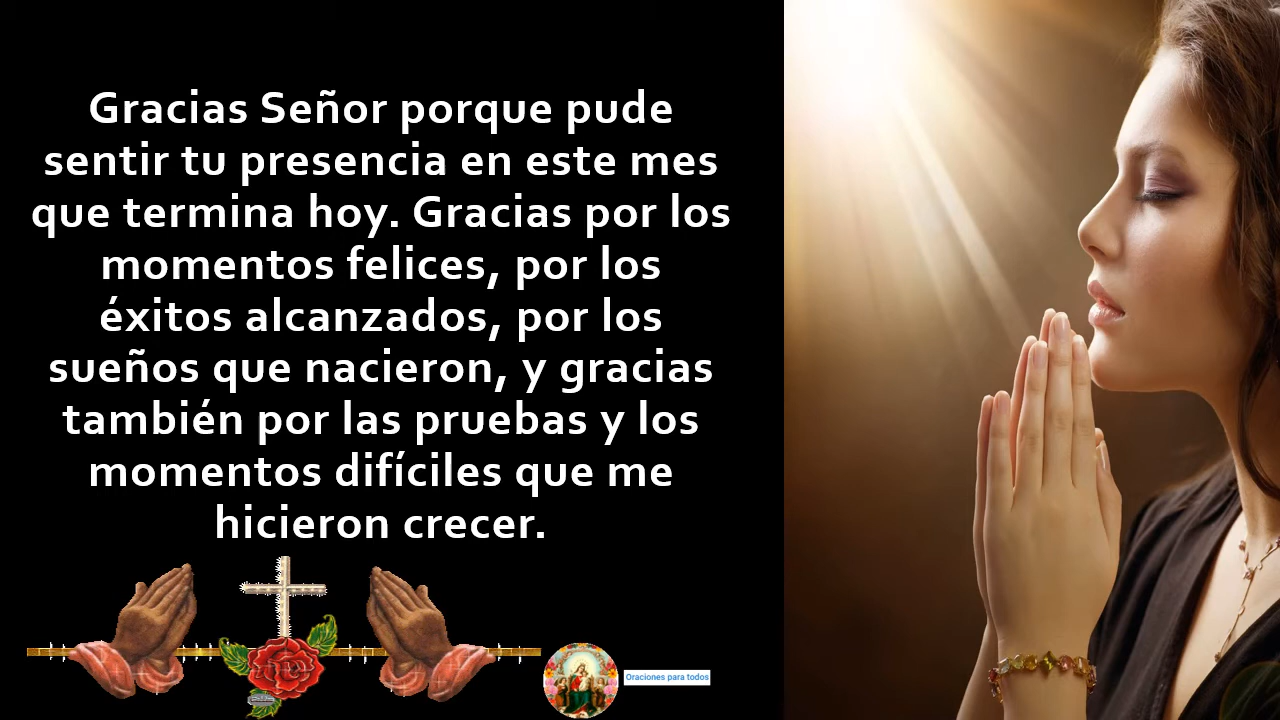 Gracias Señor porque pude
sentir tu presencia en este mes
que termina hoy. Gracias por los
momentos felices, por los
éxitos alcanzados, por los
sueños que nacieron, y gracias
también por las pruebas y los
momentos difíciles que me
hicieron crecer.
Oraciones para todos